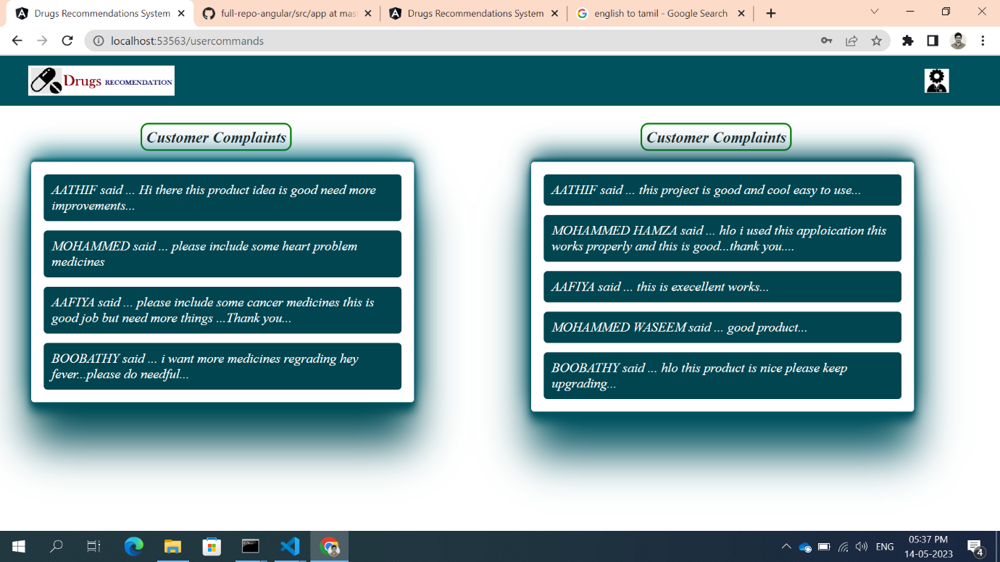 Drugs Recommendations System
full-repo-angular/src/app at mas
Drugs Recommendations System
english to tamil - Google Search
localhost:53563/usercommands
Drugs RECOMENDATION
Customer Complaints
AATHIF said ... Hi there this product idea is good need more
improvements...
MOHAMMED said ... please include some heart problem
medicines
AAFIYA said ... please include some cancer medicines this is
good job but need more things ...Thank you...
BOOBATHY said ... i want more medicines regrading hey
fever...please do needful...
Customer Complaints
AATHIF said ... this project is good and cool easy to use...
MOHAMMED HAMZA said ... hlo i used this apploication this
works properly and this is good...thank you....
AAFIYA said ... this is execellent works...
MOHAMMED WASEEM said ... good product...
BOOBATHY said ... hlo this product is nice please keep
upgrading...
ENG
05:37 PM
14-05-2023
4